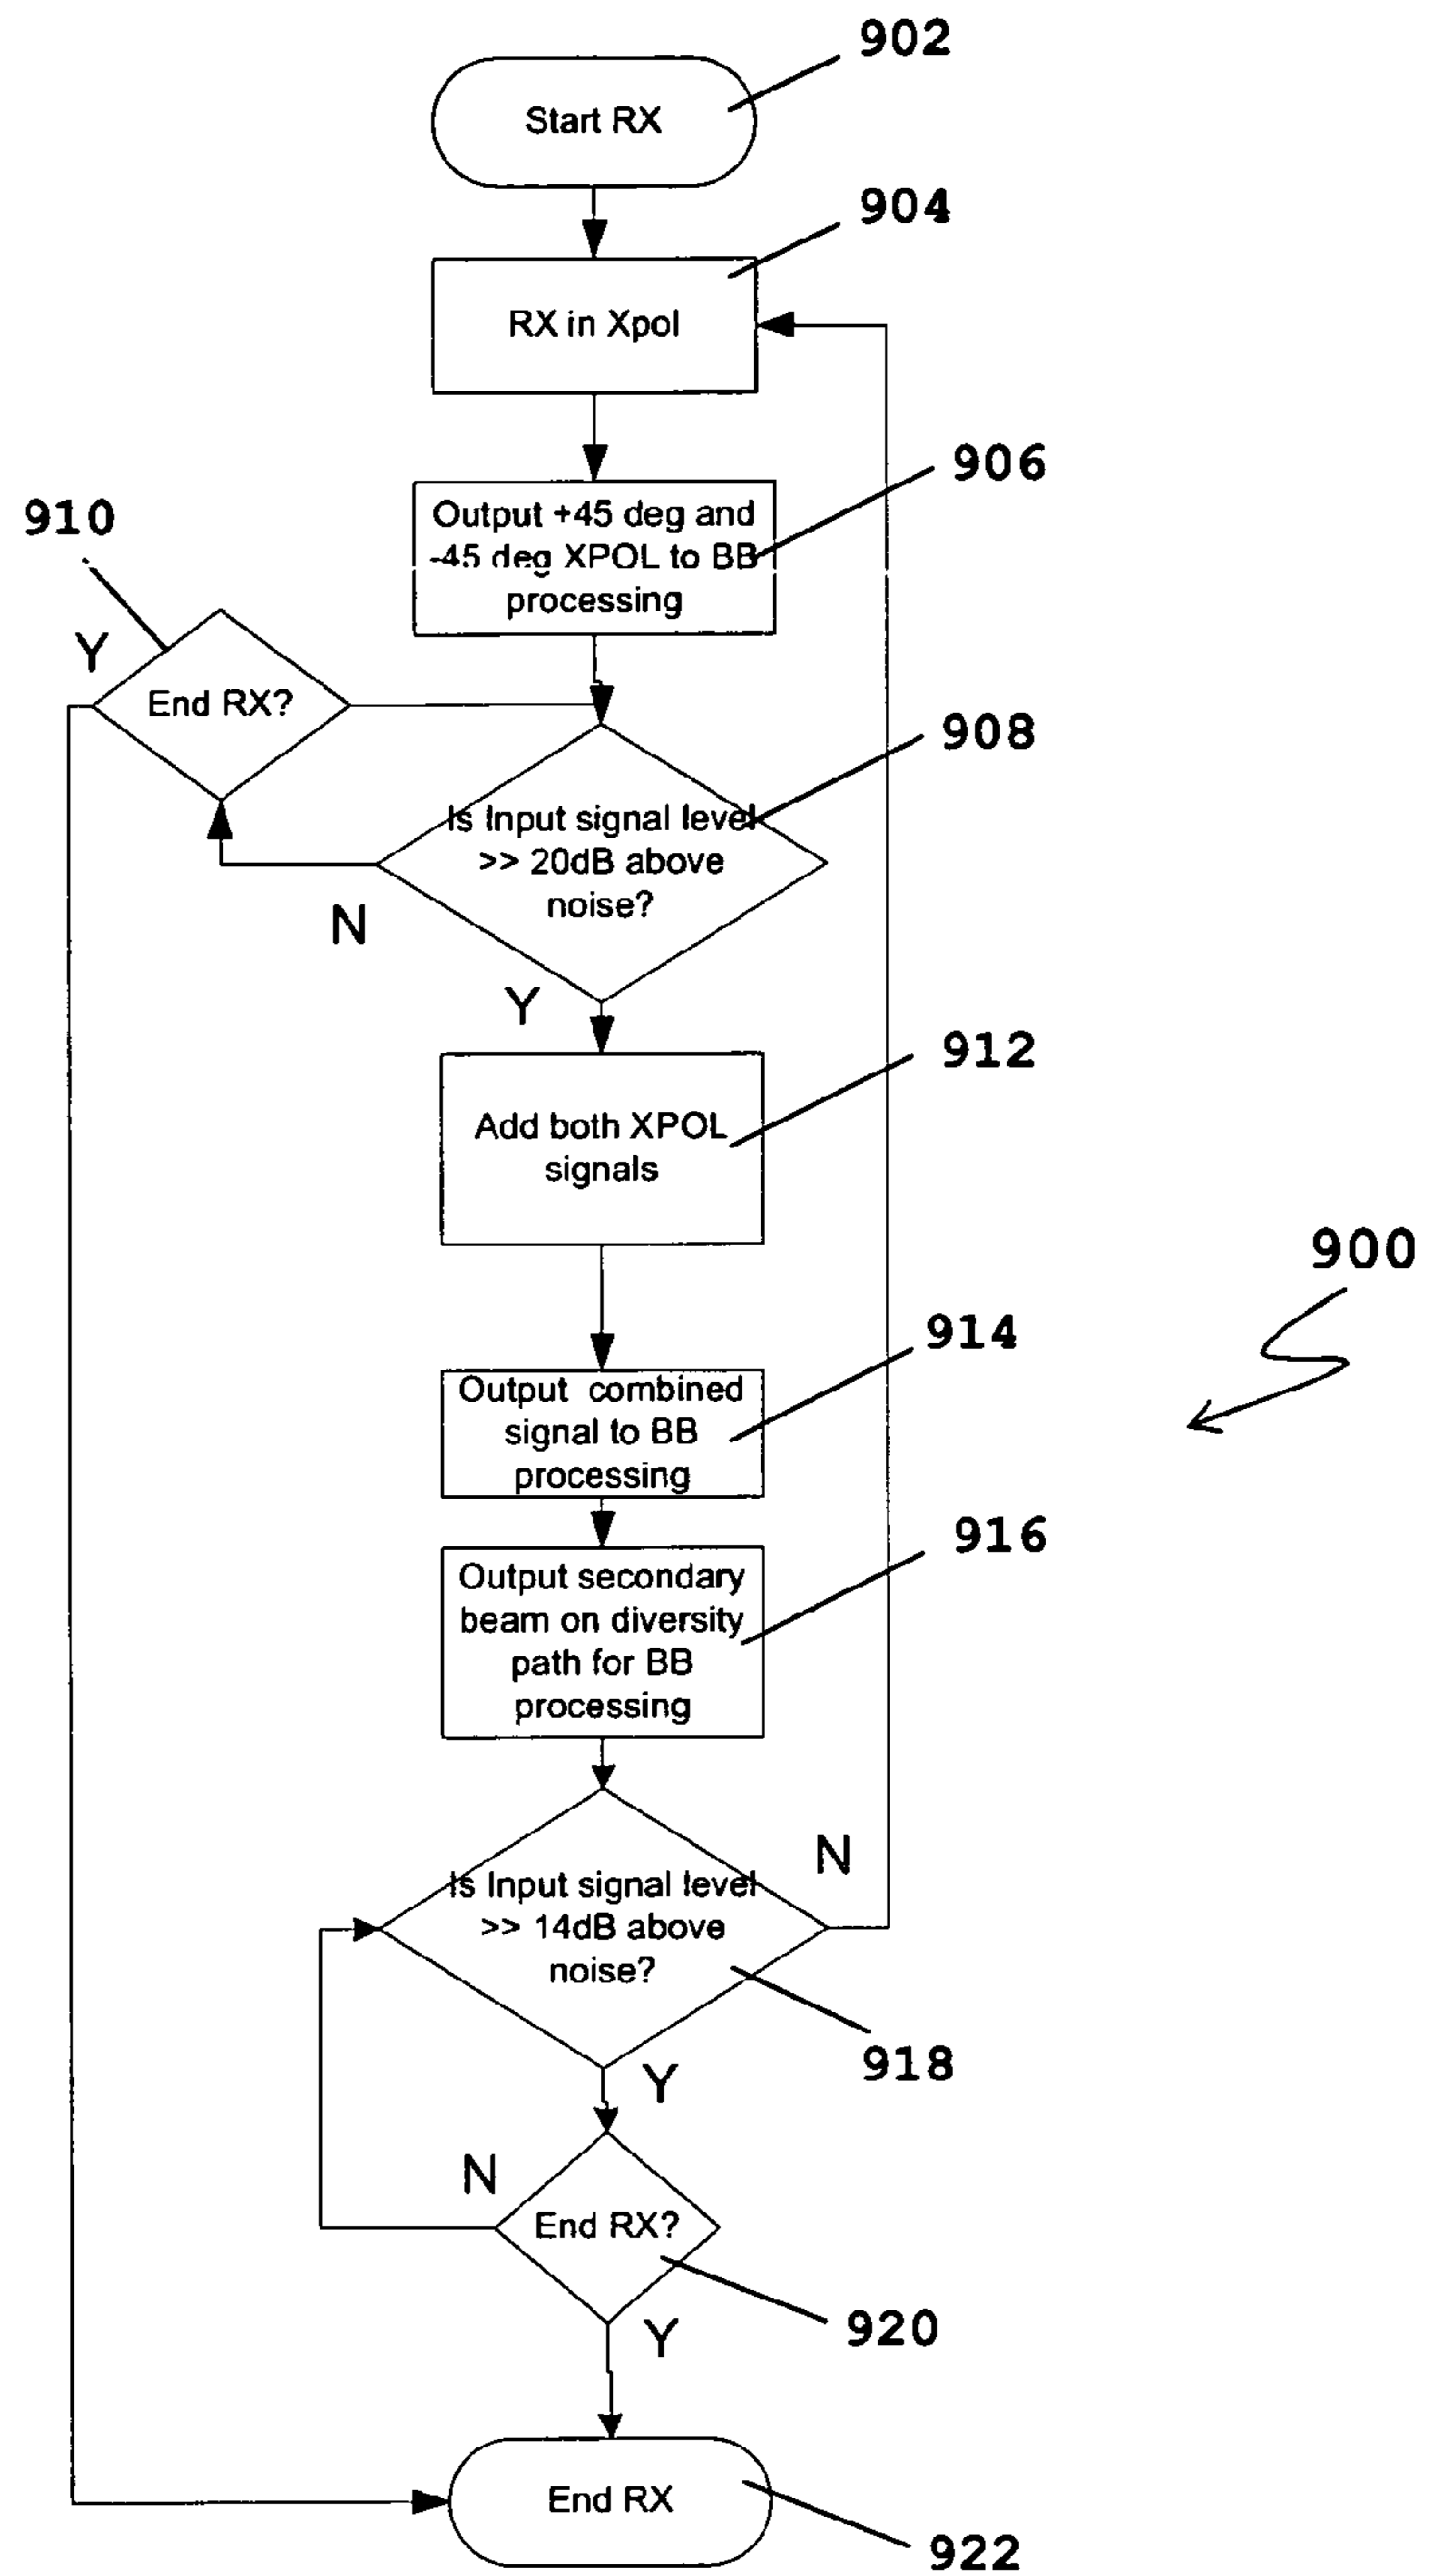 902
Start RX
904
RX in Xpol
906
Output +45 deg and
-45 deg XPOL to BB
processing
910
Y
End RX?
908
Is Input signal level
>> 20dB above
noise?
N
Y
912
Add both XPOL
signals
900
914
Output combined
signal to BB
processing
916
Output secondary
beam on diversity
path for BB
processing
N
Is Input signal level
>> 14dB above
noise?
918
Y
N
End RX?
920
Y
End RX
922